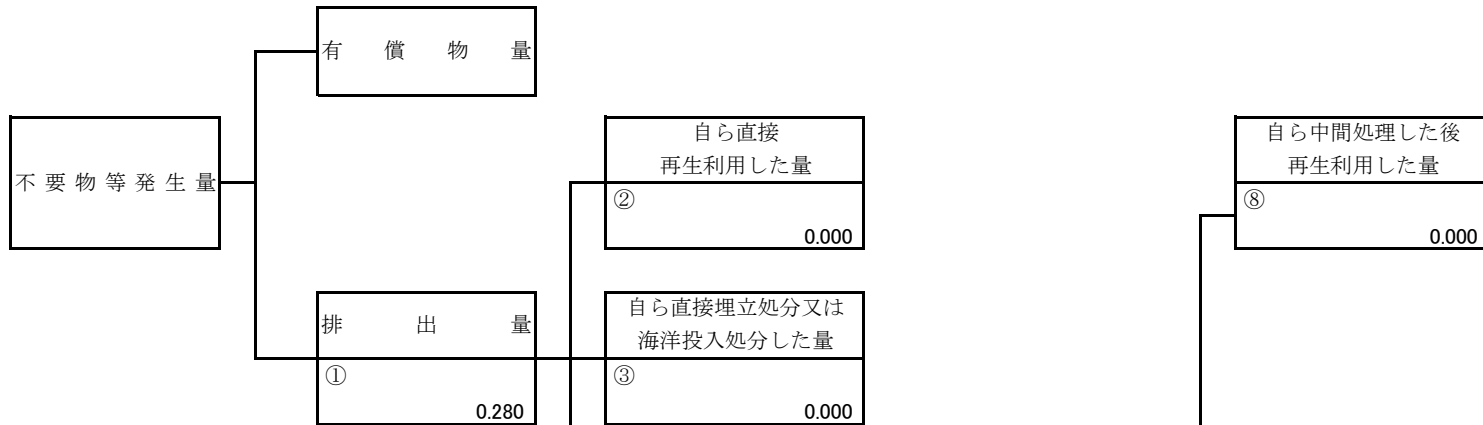 有償物量
不要物等発生量
自ら直接
再生利用した量
②
0.000
自ら中間処理した後
再生利用した量
⑧
0.000
排出量
①
0.280
自ら直接埋立処分又は
海洋投入処分した量
③
0.000